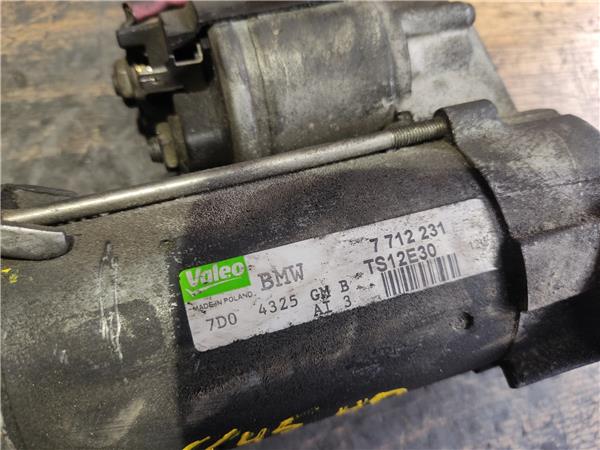 Valeo BMW 7 712 231
MADE IN POLAND TS12E30
7D0 4325 GM B
AI 3